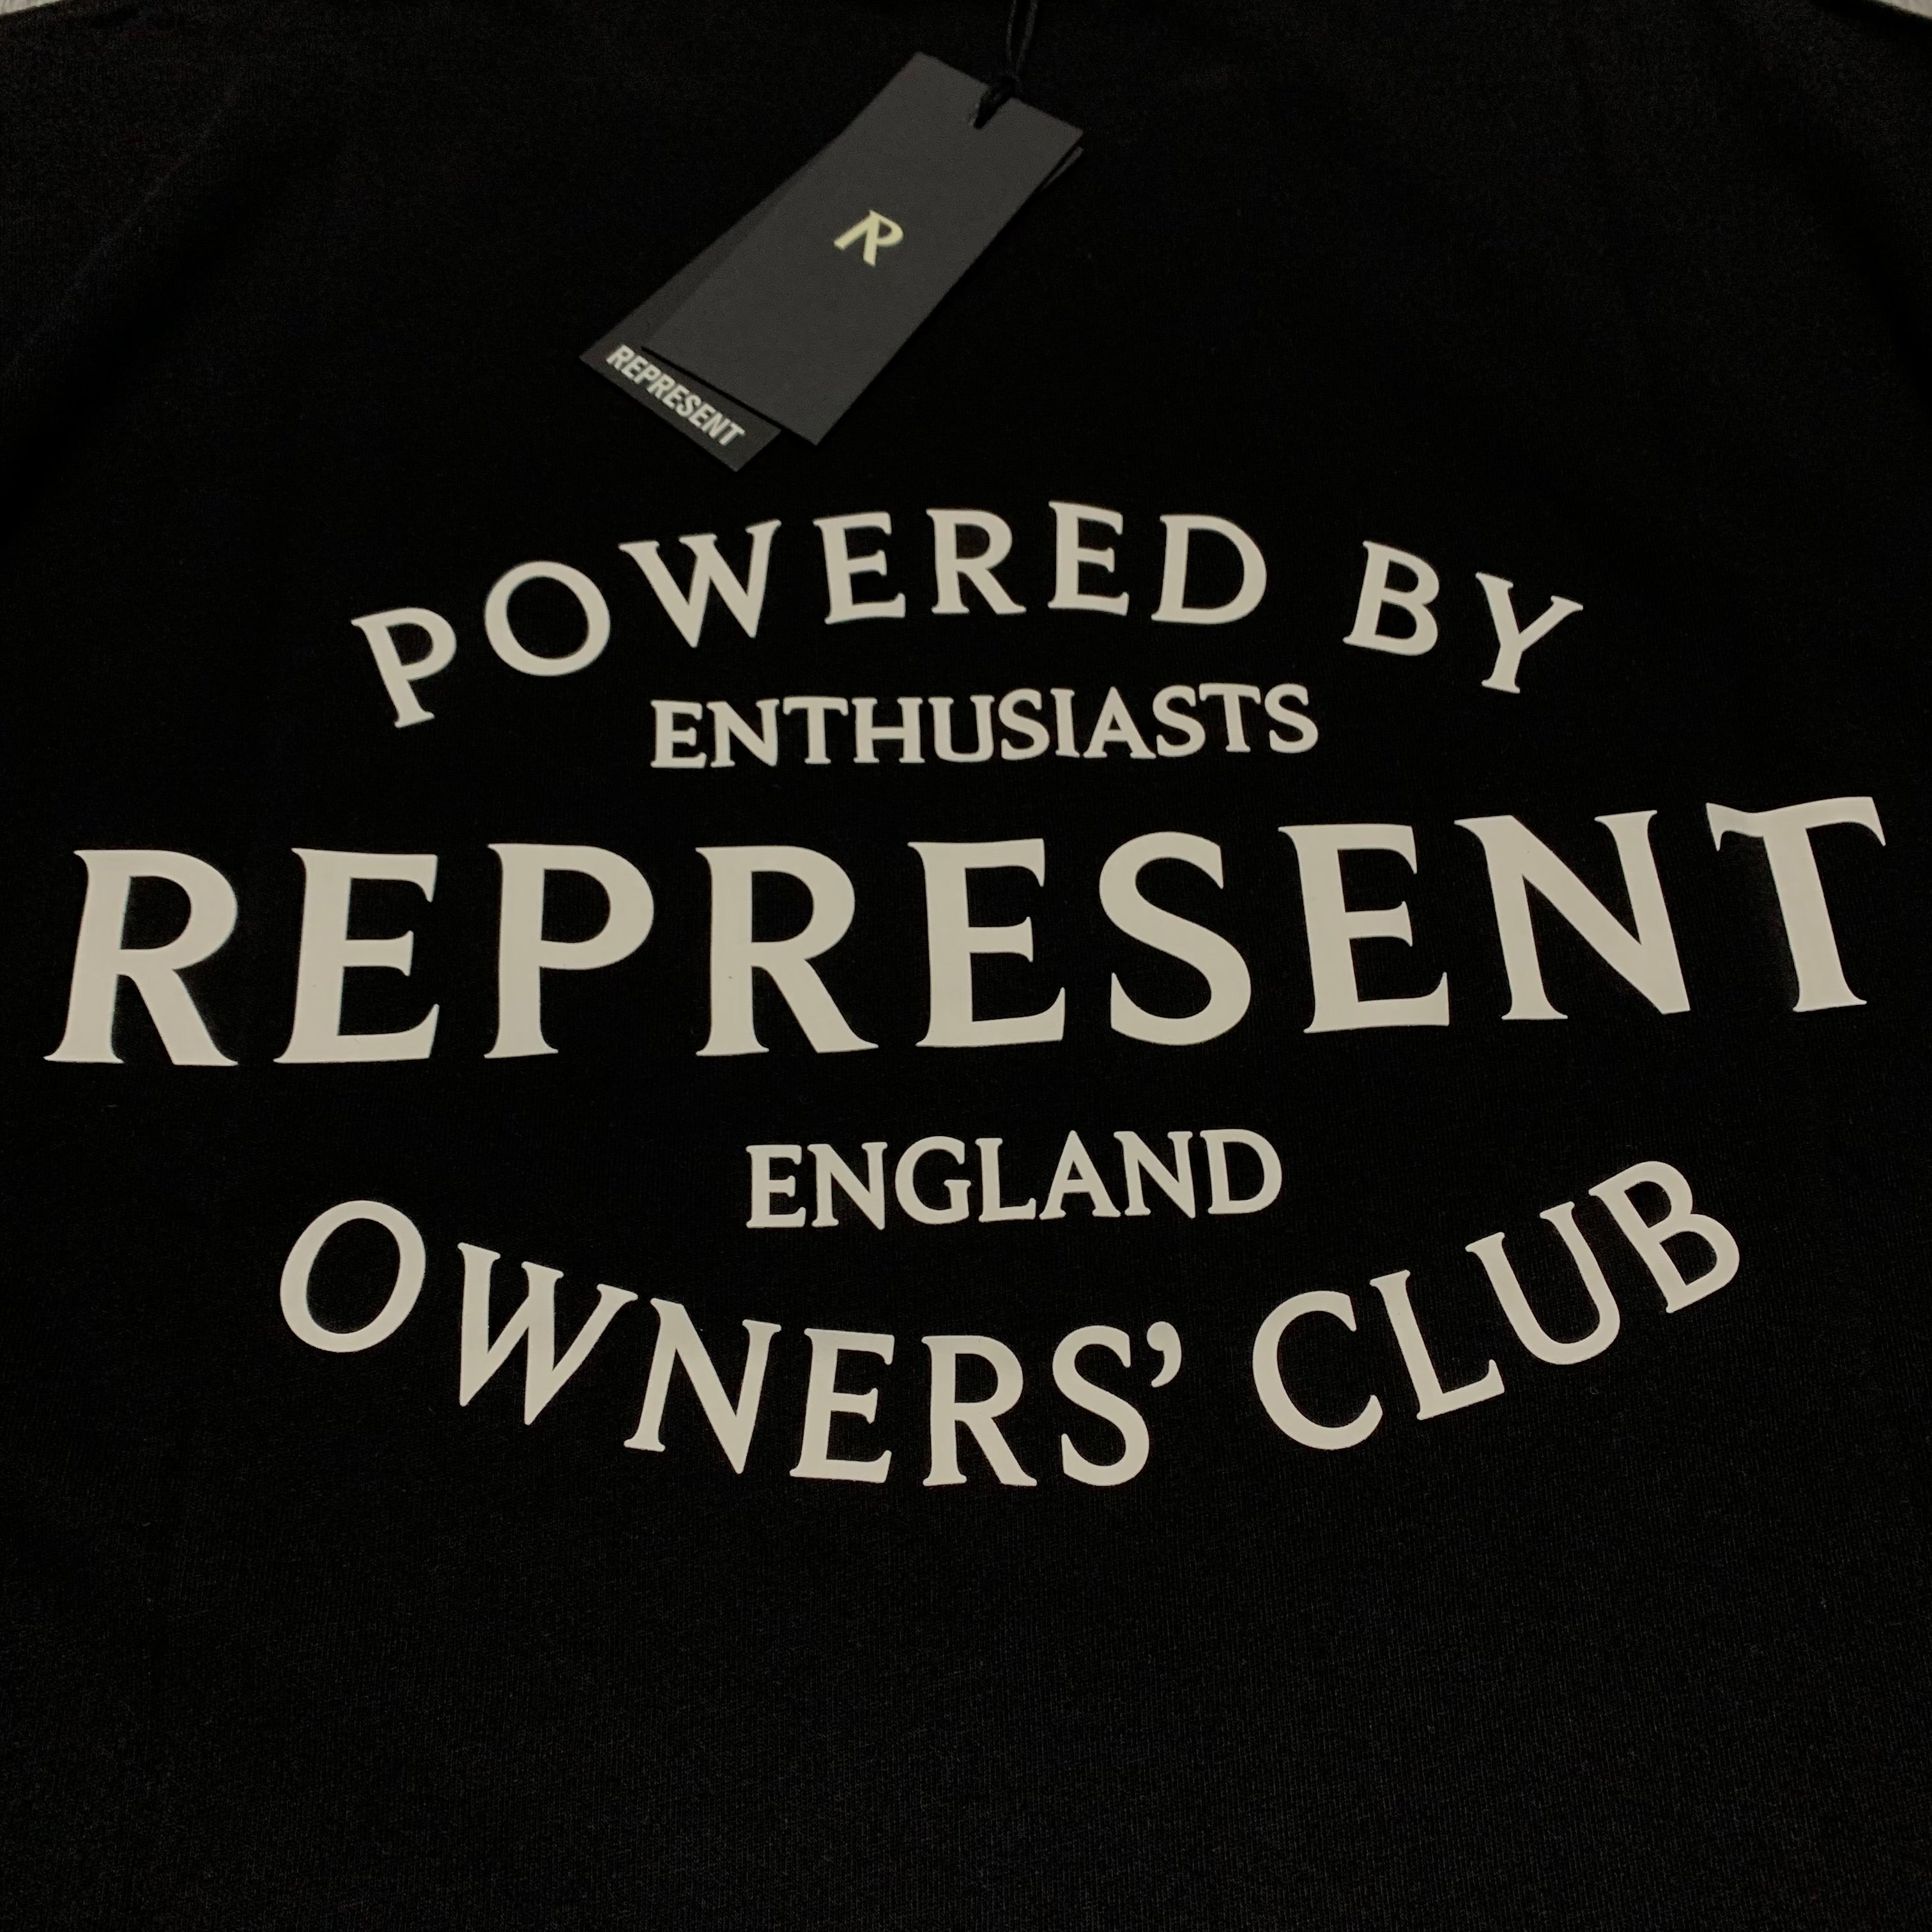 R
REPRESENT
POWERED BY
ENTHUSIASTS
REPRESENT
ENGLAND
OWNERS’ CLUB